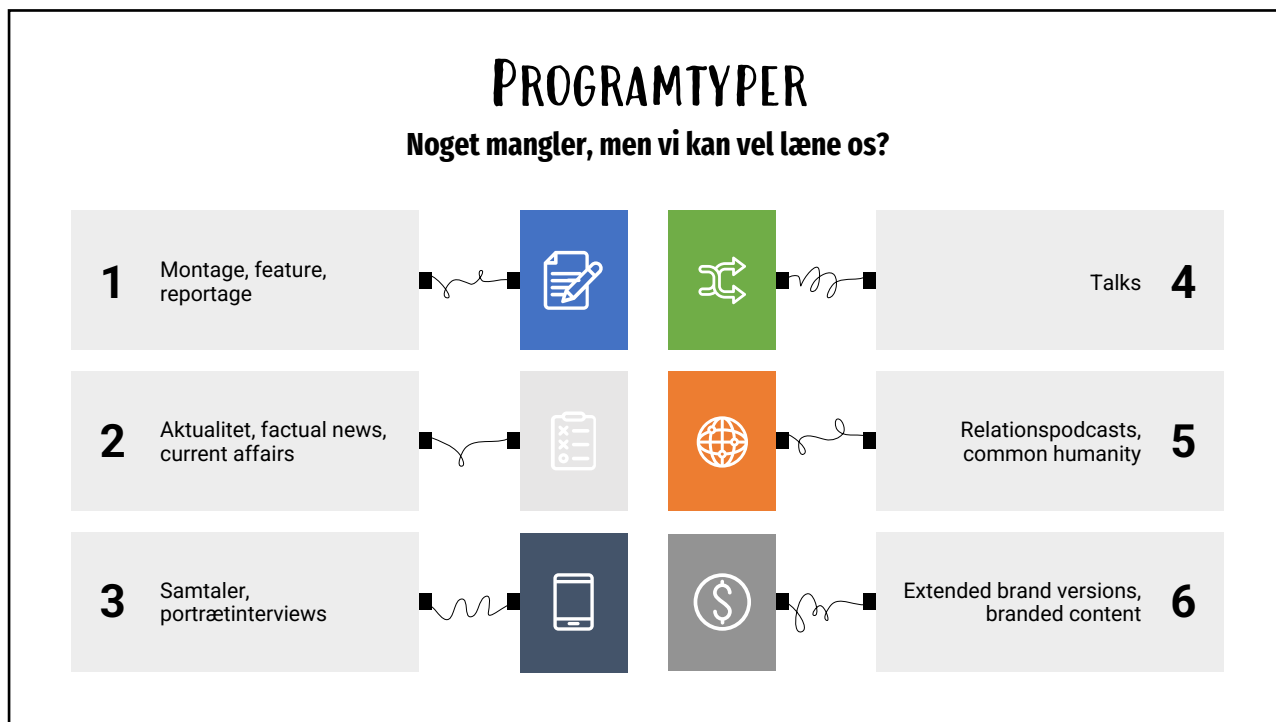 PROGRAMTYPER
Noget mangler, men vi kan vel læne os?
1
Montage, feature,
reportage
2
Aktualitet, factual news,
current affairs
3
Samtaler,
portrætinterviews
Talks
4
Relationspodcasts,
common humanity
5
Extended brand versions,
branded content
6